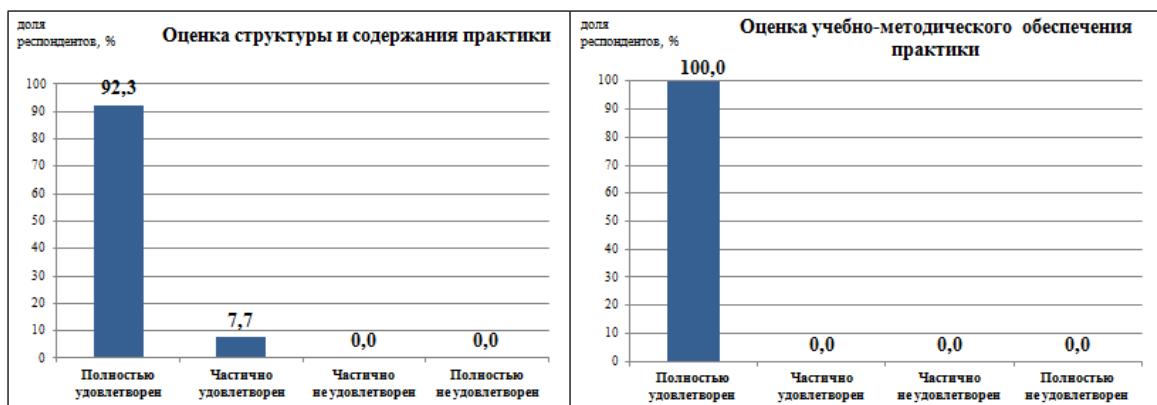 доля
респондентов, %
Оценка структуры и содержания практики
100
90
80
70
60
50
40
30
20
10
0
92,3
7,7
0,0
0,0
Полностью
удовлетворен
Частично
удовлетворен
Частично
не удовлетворен
Полностью
не удовлетворен
доля
респондентов, %
Оценка учебно-методического обеспечения
практики
100
90
80
70
60
50
40
30
20
10
0
100,0
0,0
0,0
0,0
Полностью
удовлетворен
Частично
удовлетворен
Частично
не удовлетворен
Полностью
не удовлетворен